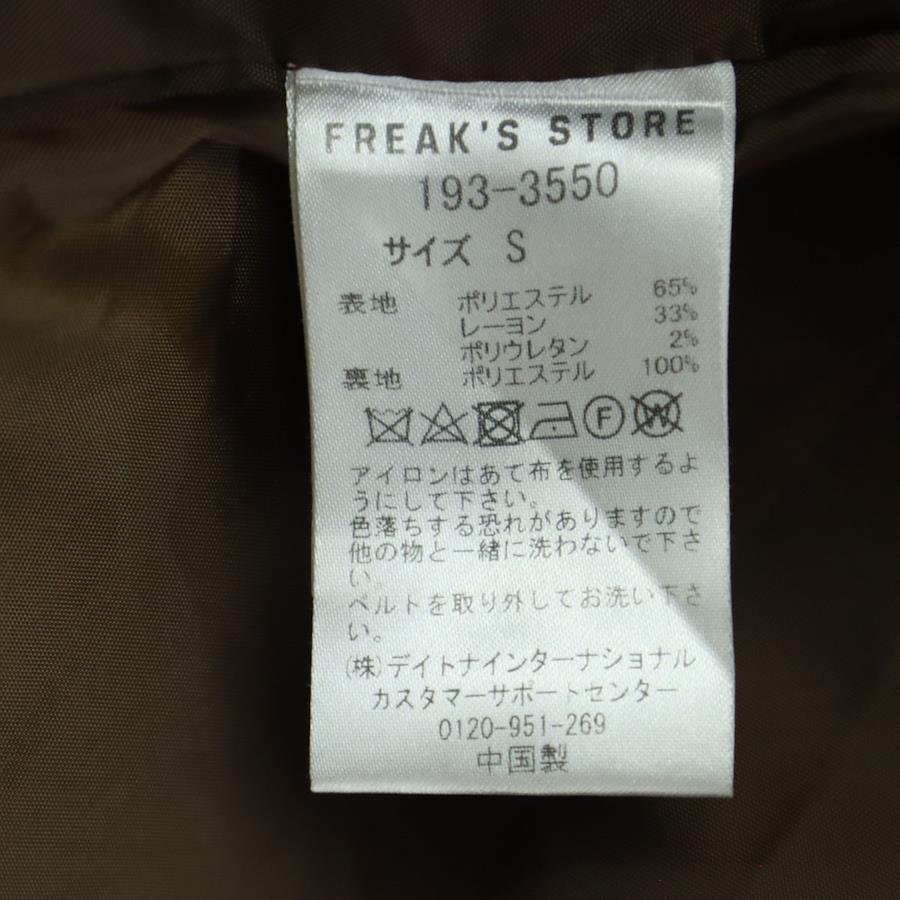 FREAK'S STORE
193-3550
サイズ S
表地 ポリエステル 65%
レーヨン 33%
ポリウレタン 2%
裏地 ポリエステル 100%
F W
アイロンはあて布を使用するよ
うにして下さい。
色落ちする恐れがありますので
他の物と一緒に洗わないで下さ
い。
ベルトを取り外してお洗い下さ
い。
(株)デイトナインターナショナル
カスタマーサポートセンター
0120-951-269
中国製